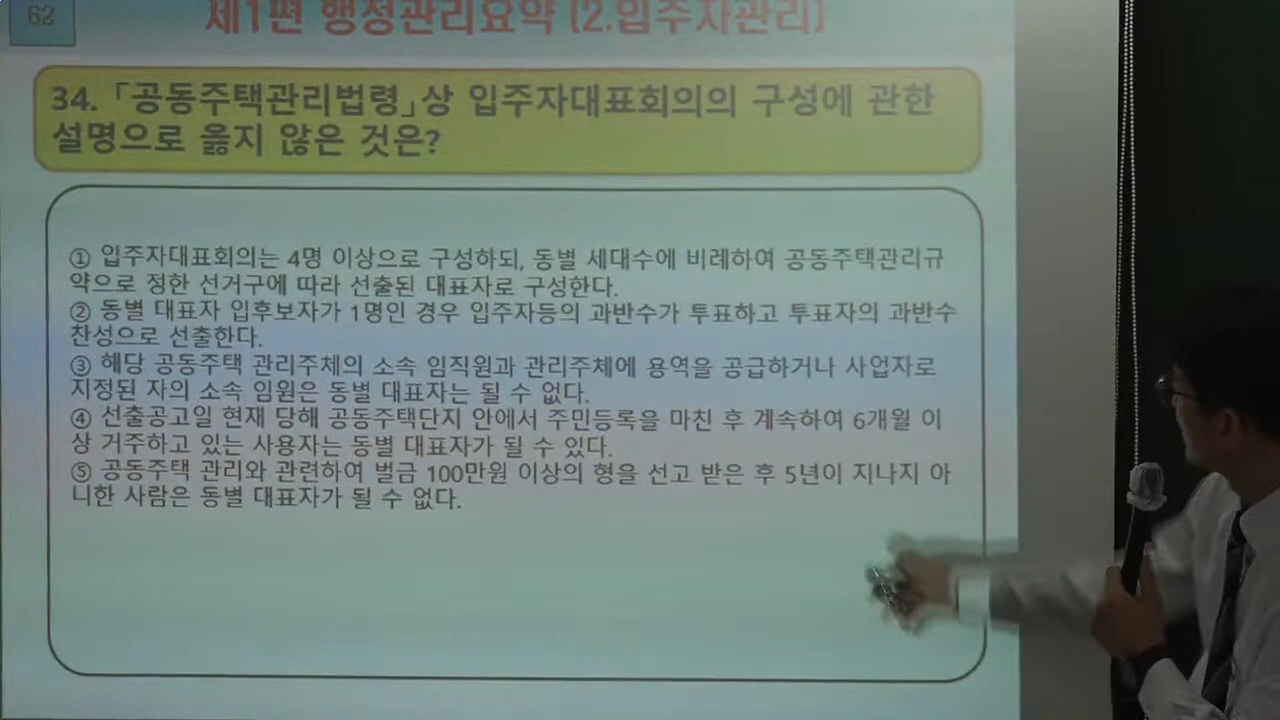 62
제1편 행정관리요약 [2.입주자관리]
34. 「공동주택관리법령」상 입주자대표회의의 구성에 관한
설명으로 옳지 않은 것은?
① 입주자대표회의는 4명 이상으로 구성하되, 동별 세대수에 비례하여 공동주택관리규
약으로 정한 선거구에 따라 선출된 대표자로 구성한다.
② 동별 대표자 입후보자가 1명인 경우 입주자등의 과반수가 투표하고 투표자의 과반수
찬성으로 선출한다.
③ 해당 공동주택 관리주체의 소속 임직원과 관리주체에 용역을 공급하거나 사업자로
지정된 자의 소속 임원은 동별 대표자는 될 수 없다.
④ 선출공고일 현재 당해 공동주택단지 안에서 주민등록을 마친 후 계속하여 6개월 이
상 거주하고 있는 사용자는 동별 대표자가 될 수 있다.
⑤ 공동주택 관리와 관련하여 벌금 100만원 이상의 형을 선고 받은 후 5년이 지나지 아
니한 사람은 동별 대표자가 될 수 없다.